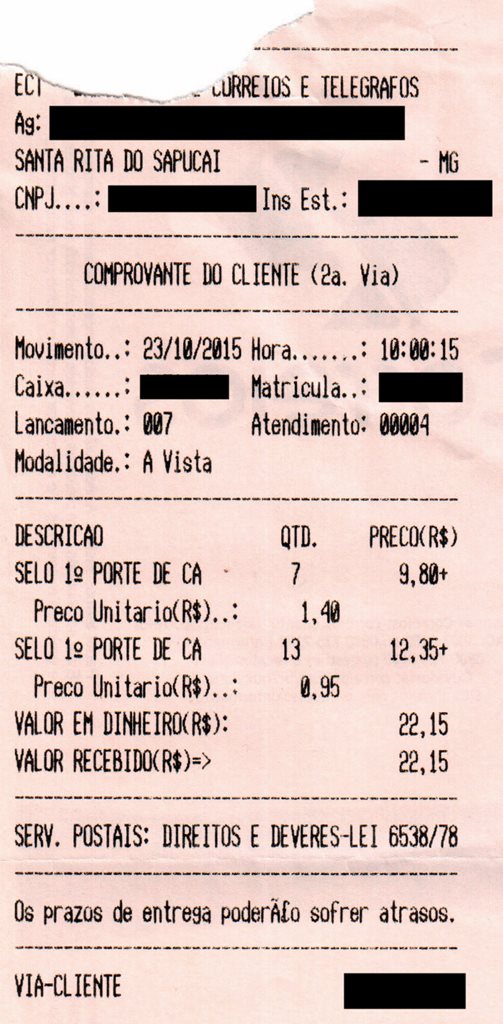 ECT CORREIOS E TELEGRAFOS
Ag:
SANTA RITA DO SAPUCAI - MG
CNPJ....: Ins Est.:
COMPROVANTE DO CLIENTE (2a. Via)
Movimento..: 23/10/2015 Hora.......: 10:00:15
Caixa......: Matricula..:
Lancamento.: 007 Atendimento: 00004
Modalidade.: A Vista
DESCRICAO QTD. PRECO(R$)
SELO 1º PORTE DE CA 7 9,80+
Preco Unitario(R$)..: 1,40
SELO 1º PORTE DE CA 13 12,35+
Preco Unitario(R$)..: 0,95
VALOR EM DINHEIRO(R$): 22,15
VALOR RECEBIDO(R$)=> 22,15
SERV. POSTAIS: DIREITOS E DEVERES-LEI 6538/78
Os prazos de entrega poderÃ£o sofrer atrasos.
VIA-CLIENTE